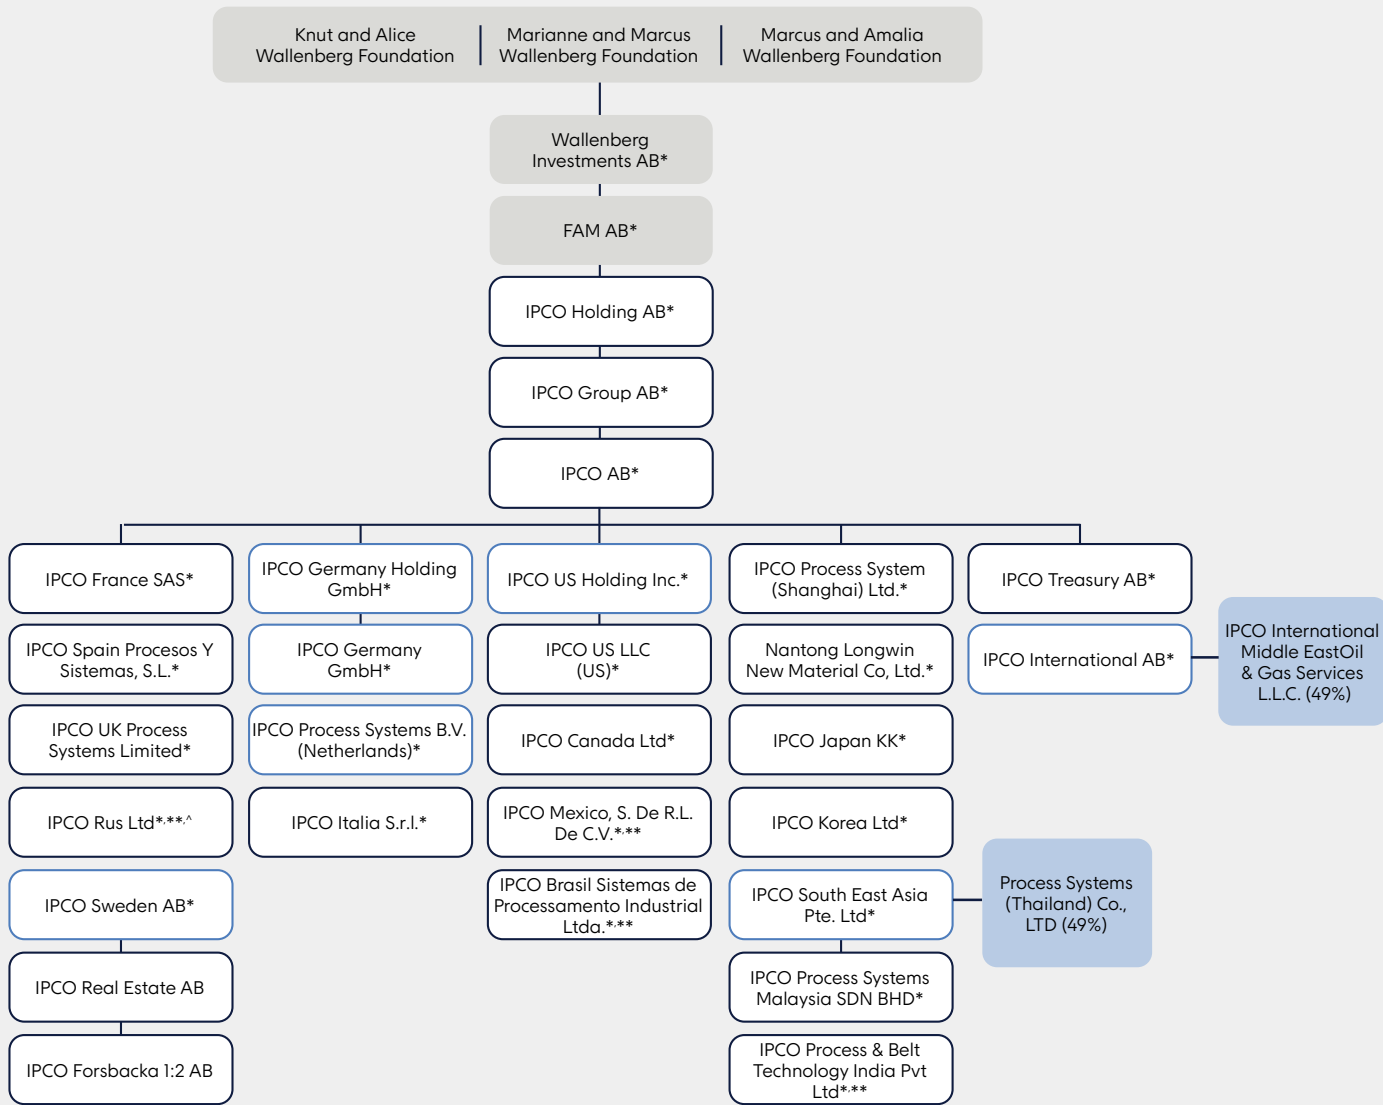 Knut and Alice
Wallenberg Foundation
Marianne and Marcus
Wallenberg Foundation
Marcus and Amalia
Wallenberg Foundation
Wallenberg
Investments AB*
FAM AB*
IPCO Holding AB*
IPCO Group AB*
IPCO AB*
IPCO France SAS*
IPCO Spain Procesos Y
Sistemas, S.L.*
IPCO UK Process
Systems Limited*
IPCO Rus Ltd*,**,^
IPCO Sweden AB*
IPCO Real Estate AB
IPCO Forsbacka 1:2 AB
IPCO Germany Holding
GmbH*
IPCO Germany
GmbH*
IPCO Process Systems B.V.
(Netherlands)*
IPCO Italia S.r.l.*
IPCO US Holding Inc.*
IPCO US LLC
(US)*
IPCO Canada Ltd*
IPCO Mexico, S. De R.L.
De C.V.*,**
IPCO Brasil Sistemas de
Processamento Industrial
Ltda.*,**
IPCO Process System
(Shanghai) Ltd.*
Nantong Longwin
New Material Co, Ltd.*
IPCO Japan KK*
IPCO Korea Ltd*
IPCO South East Asia
Pte. Ltd*
IPCO Process Systems
Malaysia SDN BHD*
IPCO Process & Belt
Technology India Pvt
Ltd*,**
Process Systems
(Thailand) Co.,
LTD (49%)
IPCO Treasury AB*
IPCO International AB*
IPCO International
Middle EastOil
& Gas Services
L.L.C. (49%)